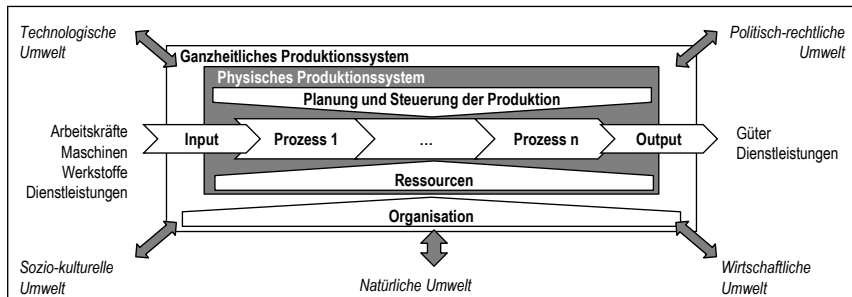 Technologische
Umwelt
Politisch-rechtliche
Umwelt
Ganzheitliches Produktionssystem
Physisches Produktionssystem
Planung und Steuerung der Produktion
Arbeitskräfte
Maschinen
Werkstoffe
Dienstleistungen
Input
Prozess 1
...
Prozess n
Output
Güter
Dienstleistungen
Ressourcen
Organisation
Sozio-kulturelle
Umwelt
Natürliche Umwelt
Wirtschaftliche
Umwelt